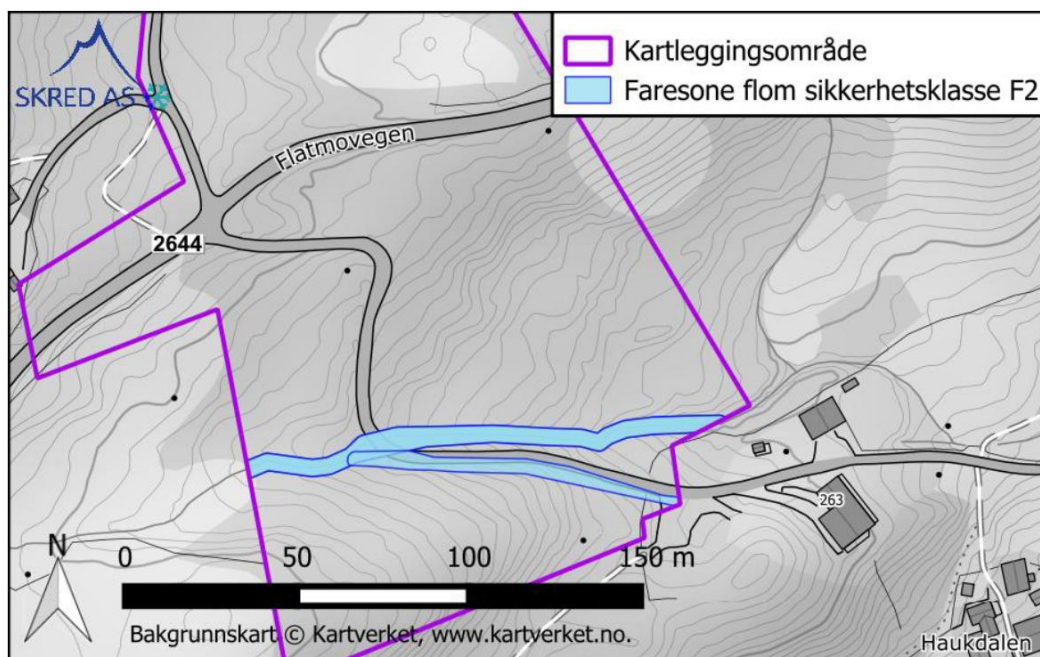 SKRED AS
Kartleggingsområde
Faresone flom sikkerhetsklasse F2
Flatmovegen
2644
263
N
0 50 100 150 m
Bakgrunnskart © Kartverket, www.kartverket.no.
Haukdalen